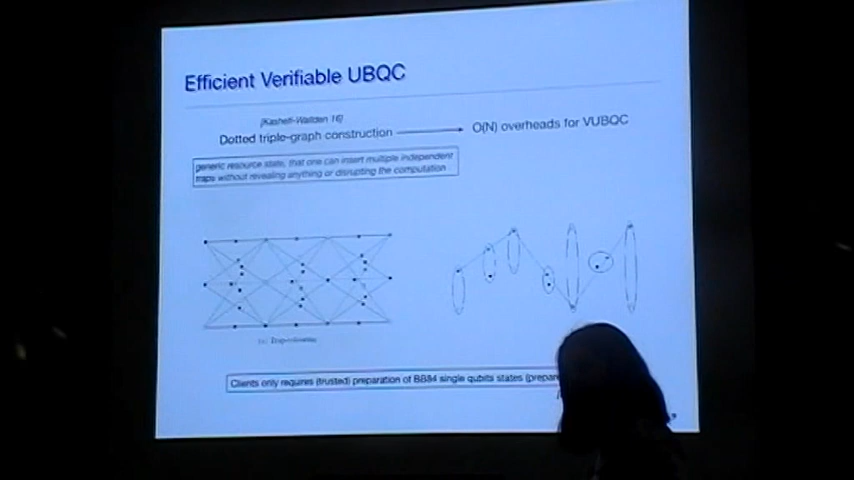 Efficient Verifiable UBQC
[Kashefi-Wallden 16]
Dotted triple-graph construction
O(N) overheads for VUBQC
generic resource state, that one can insert multiple independent
traps without revealing anything or disrupting the computation
Clients only requires (trusted) preparation of BB84 single qubits states